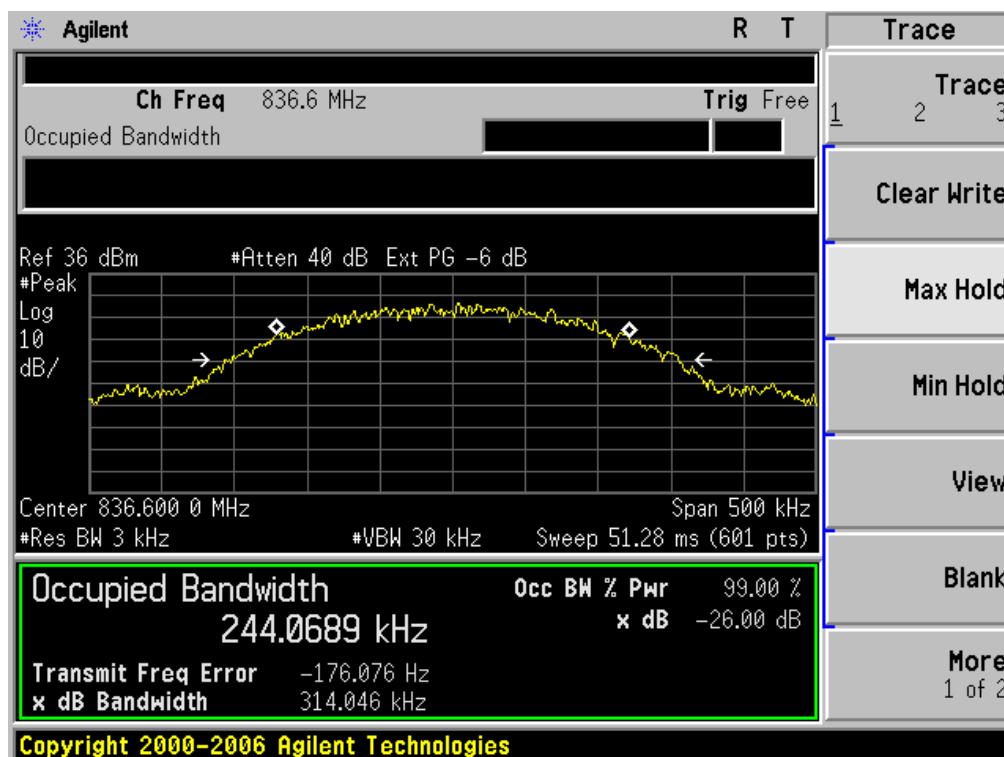 Agilent R T Trace
Ch Freq 836.6 MHz Trig Free
Occupied Bandwidth
Trace
1 2 3
Clear Write
Max Hold
Min Hold
View
Blank
More
1 of 2
Ref 36 dBm #Atten 40 dB Ext PG -6 dB
#Peak
Log
10
dB/
Center 836.600 0 MHz Span 500 kHz
#Res BW 3 kHz #VBW 30 kHz Sweep 51.28 ms (601 pts)
Occupied Bandwidth Occ BW % Pwr 99.00 %
244.0689 kHz x dB -26.00 dB
Transmit Freq Error -176.076 Hz
x dB Bandwidth 314.046 kHz
Copyright 2000-2006 Agilent Technologies